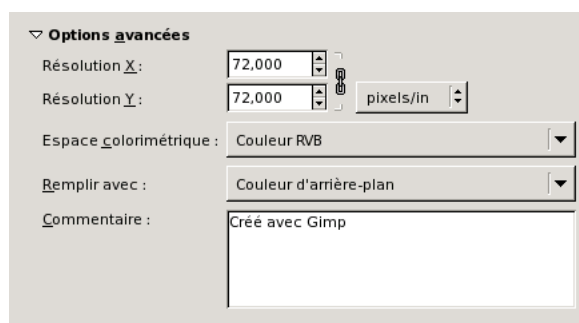 Options avancées
Résolution X : 72,000
Résolution Y : 72,000 pixels/in
Espace colorimétrique : Couleur RVB
Remplir avec : Couleur d'arrière-plan
Commentaire : Créé avec Gimp